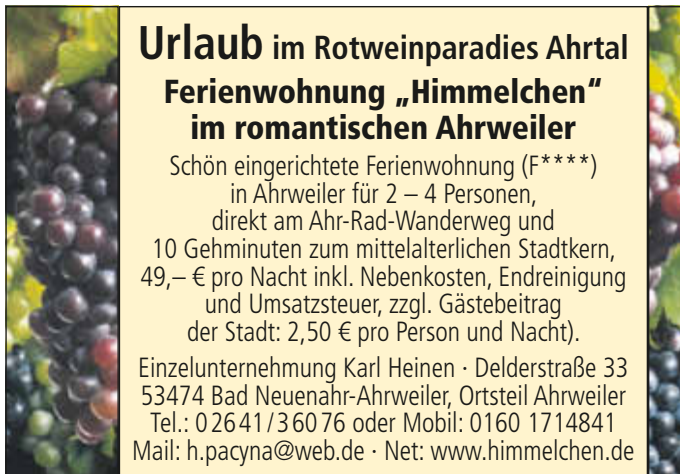 Urlaub im Rotweinparadies Ahrtal
Ferienwohnung „Himmelchen“
im romantischen Ahrweiler
Schön eingerichtete Ferienwohnung (F****)
in Ahrweiler für 2 – 4 Personen,
direkt am Ahr-Rad-Wanderweg und
10 Gehminuten zum mittelalterlichen Stadtkern,
49,– € pro Nacht inkl. Nebenkosten, Endreinigung
und Umsatzsteuer, zzgl. Gästebeitrag
der Stadt: 2,50 € pro Person und Nacht).
Einzelunternehmung Karl Heinen · Delderstraße 33
53474 Bad Neuenahr-Ahrweiler, Ortsteil Ahrweiler
Tel.: 02641/36076 oder Mobil: 0160 1714841
Mail: h.pacyna@web.de · Net: www.himmelchen.de